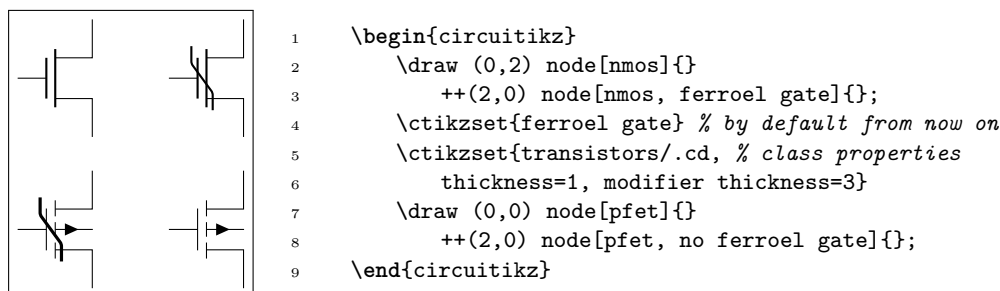 1 \begin{circuitikz}
2 \draw (0,2) node[nmos]{}
3 ++(2,0) node[nmos, ferroel gate]{};
4 \ctikzset{ferroel gate} % by default from now on
5 \ctikzset{transistors/.cd, % class properties
6 thickness=1, modifier thickness=3}
7 \draw (0,0) node[pfet]{}
8 ++(2,0) node[pfet, no ferroel gate]{};
9 \end{circuitikz}